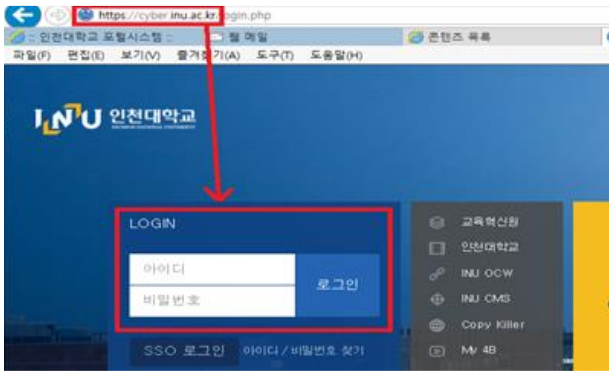 https://cyber.inu.ac.kr/login.php
:: 인천대학교 포털시스템 :: 웹 메일 콘텐츠 목록
파일(F) 편집(E) 보기(V) 즐겨찾기(A) 도구(T) 도움말(H)
INU 인천대학교
LOGIN
아이디
비밀번호
로그인
SSO 로그인 아이디 / 비밀번호 찾기
교육혁신원
인천대학교
INU OCW
INU CMS
Copy Killer
My 4B